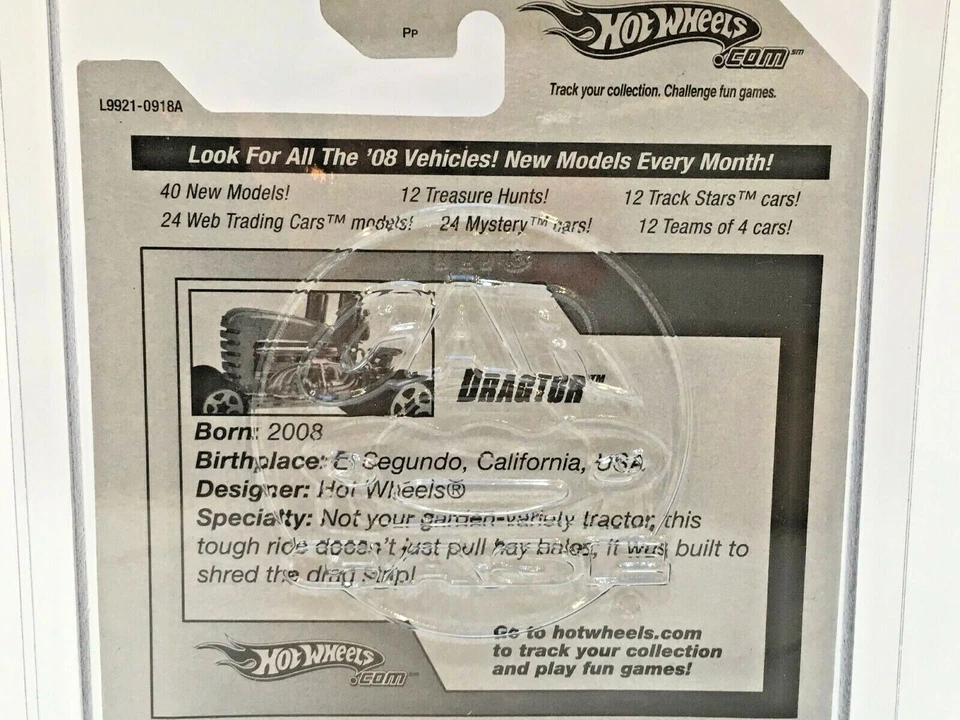 Pp
HOT WHEELS
.COM℠
Track your collection. Challenge fun games.
L9921-0918A
Look For All The '08 Vehicles! New Models Every Month!
40 New Models! 12 Treasure Hunts! 12 Track Stars™ cars!
24 Web Trading Cars™ models! 24 Mystery™ cars! 12 Teams of 4 cars!
DRAGTOR™
Born: 2008
Birthplace: El Segundo, California, USA
Designer: Hot Wheels®
Specialty: Not your garden-variety tractor, this
tough ride doesn't just pull hay bales, it was built to
shred the drag strip!
HOT WHEELS
.COM
Go to hotwheels.com
to track your collection
and play fun games!